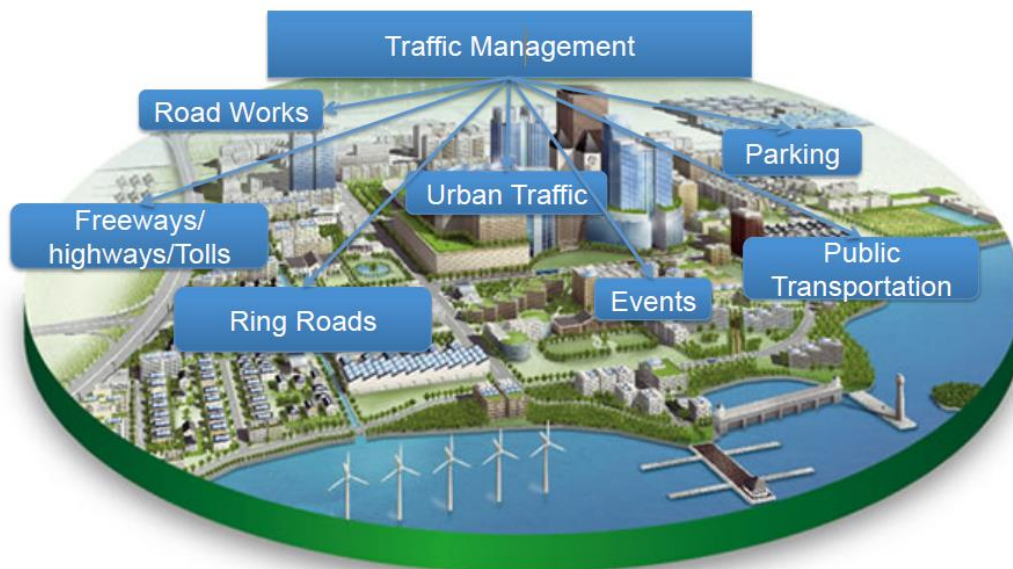 Traffic Management
Road Works
Parking
Urban Traffic
Freeways/
highways/Tolls
Public
Transportation
Ring Roads
Events